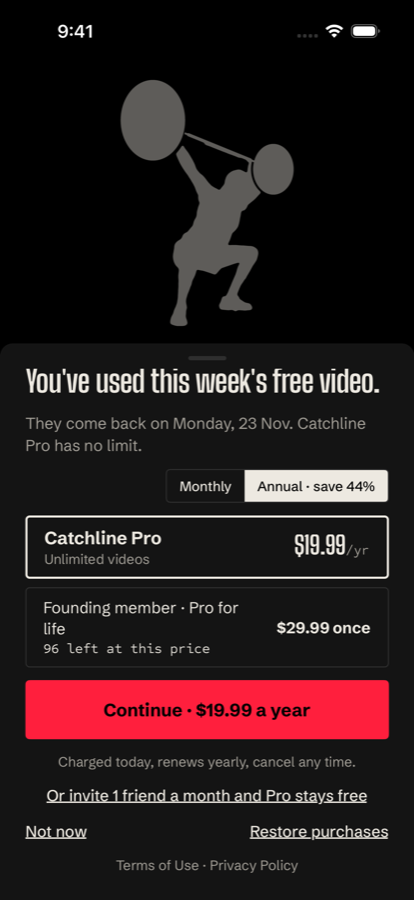 9:41
You've used this week's free video.
They come back on Monday, 23 Nov. Catchline
Pro has no limit.
Monthly
Annual · save 44%
Catchline Pro
$19.99/yr
Unlimited videos
Founding member · Pro for
life
$29.99 once
96 left at this price
Continue · $19.99 a year
Charged today, renews yearly, cancel any time.
Or invite 1 friend a month and Pro stays free
Not now
Restore purchases
Terms of Use · Privacy Policy